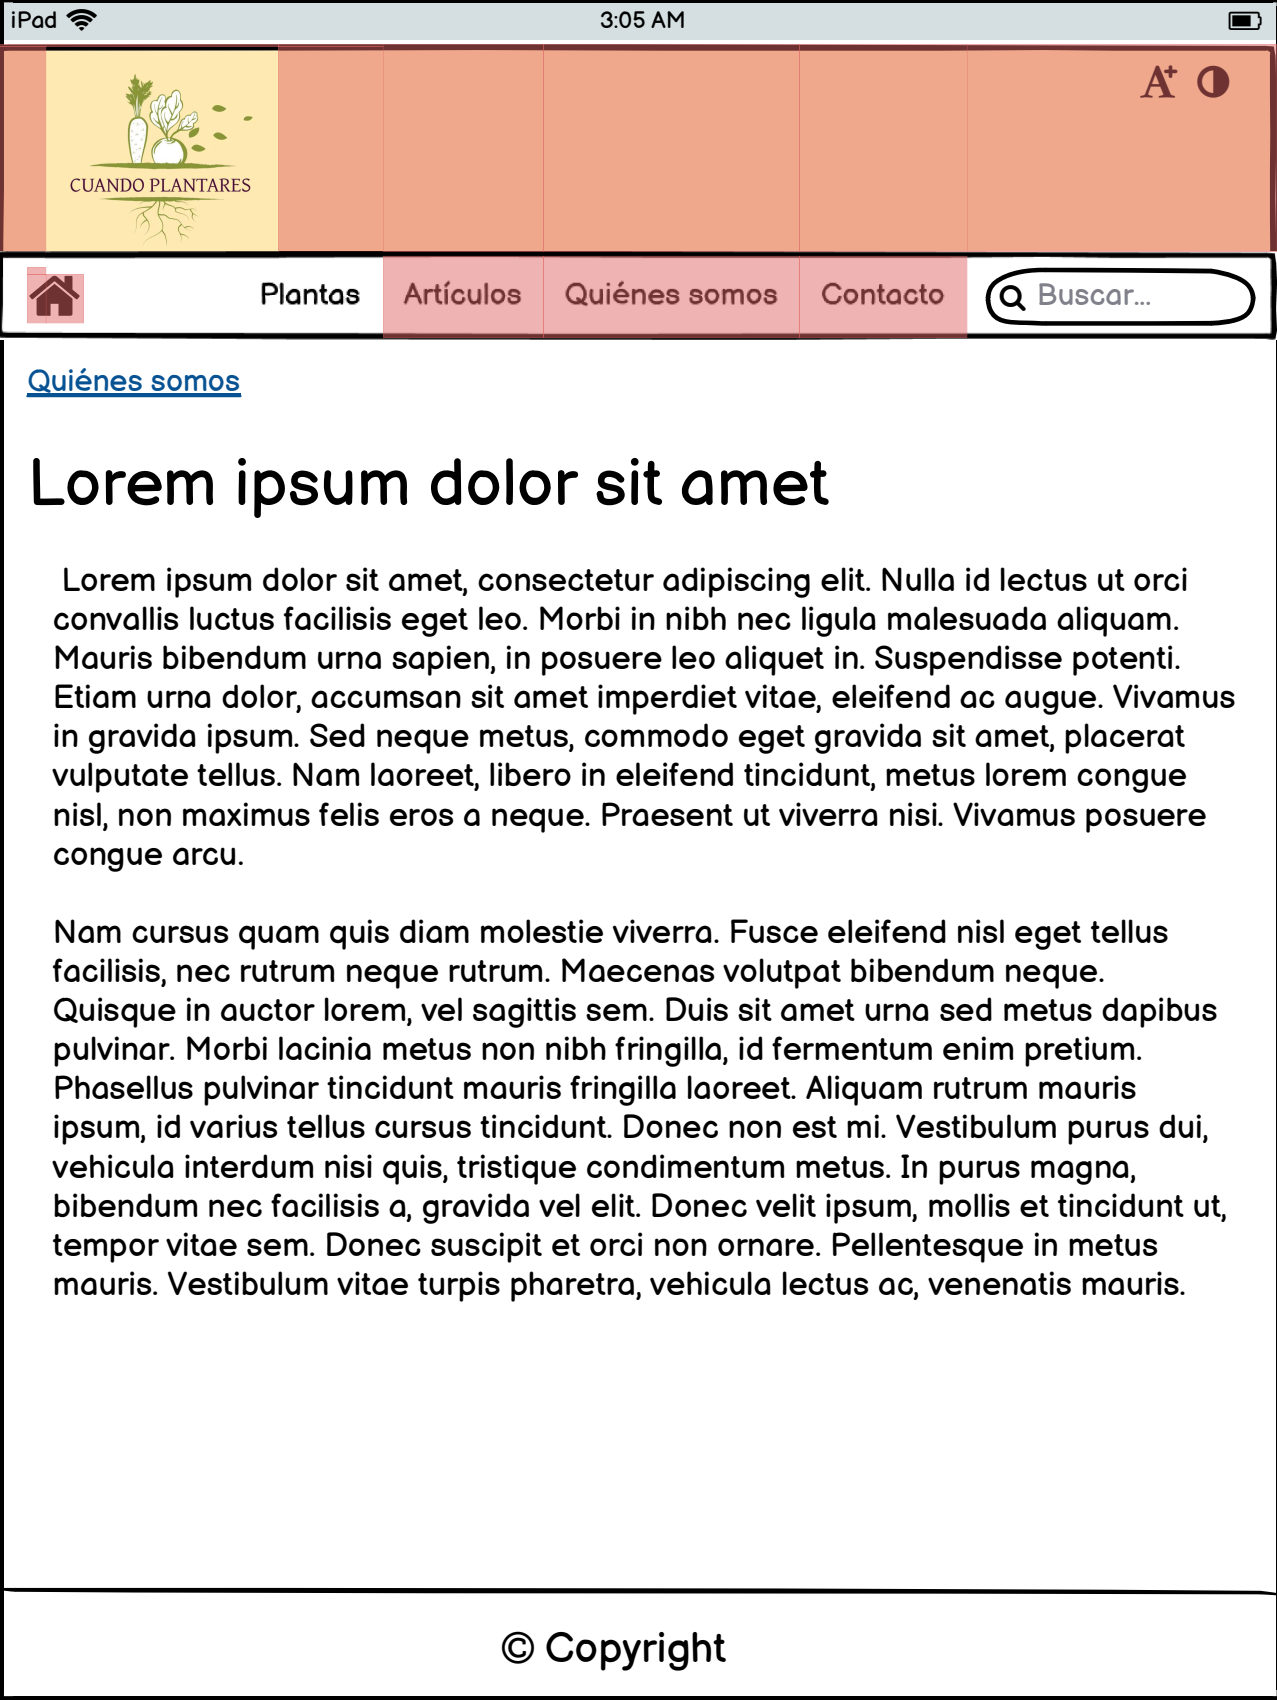 iPad
3:05 AM
A+
CUANDO PLANTARES
Plantas Artículos Quiénes somos Contacto Buscar...
Quiénes somos
Lorem ipsum dolor sit amet
Lorem ipsum dolor sit amet, consectetur adipiscing elit. Nulla id lectus ut orci
convallis luctus facilisis eget leo. Morbi in nibh nec ligula malesuada aliquam.
Mauris bibendum urna sapien, in posuere leo aliquet in. Suspendisse potenti.
Etiam urna dolor, accumsan sit amet imperdiet vitae, eleifend ac augue. Vivamus
in gravida ipsum. Sed neque metus, commodo eget gravida sit amet, placerat
vulputate tellus. Nam laoreet, libero in eleifend tincidunt, metus lorem congue
nisl, non maximus felis eros a neque. Praesent ut viverra nisi. Vivamus posuere
congue arcu.
Nam cursus quam quis diam molestie viverra. Fusce eleifend nisl eget tellus
facilisis, nec rutrum neque rutrum. Maecenas volutpat bibendum neque.
Quisque in auctor lorem, vel sagittis sem. Duis sit amet urna sed metus dapibus
pulvinar. Morbi lacinia metus non nibh fringilla, id fermentum enim pretium.
Phasellus pulvinar tincidunt mauris fringilla laoreet. Aliquam rutrum mauris
ipsum, id varius tellus cursus tincidunt. Donec non est mi. Vestibulum purus dui,
vehicula interdum nisi quis, tristique condimentum metus. In purus magna,
bibendum nec facilisis a, gravida vel elit. Donec velit ipsum, mollis et tincidunt ut,
tempor vitae sem. Donec suscipit et orci non ornare. Pellentesque in metus
mauris. Vestibulum vitae turpis pharetra, vehicula lectus ac, venenatis mauris.
© Copyright